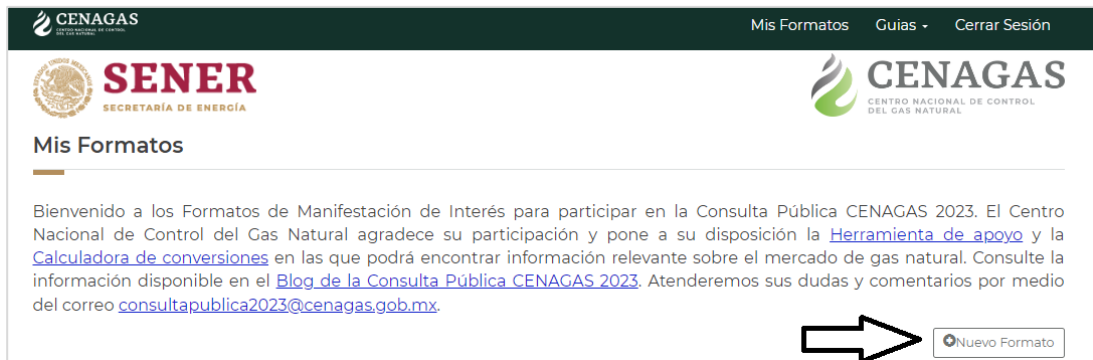 CENAGAS
CENTRO NACIONAL DE CONTROL
DEL GAS NATURAL
Mis Formatos Guias Cerrar Sesión
SENER
SECRETARÍA DE ENERGÍA
CENAGAS
CENTRO NACIONAL DE CONTROL
DEL GAS NATURAL
Mis Formatos
Bienvenido a los Formatos de Manifestación de Interés para participar en la Consulta Pública CENAGAS 2023. El Centro
Nacional de Control del Gas Natural agradece su participación y pone a su disposición la Herramienta de apoyo y la
Calculadora de conversiones en las que podrá encontrar información relevante sobre el mercado de gas natural. Consulte la
información disponible en el Blog de la Consulta Pública CENAGAS 2023. Atenderemos sus dudas y comentarios por medio
del correo consultapublica2023@cenagas.gob.mx.
Nuevo Formato